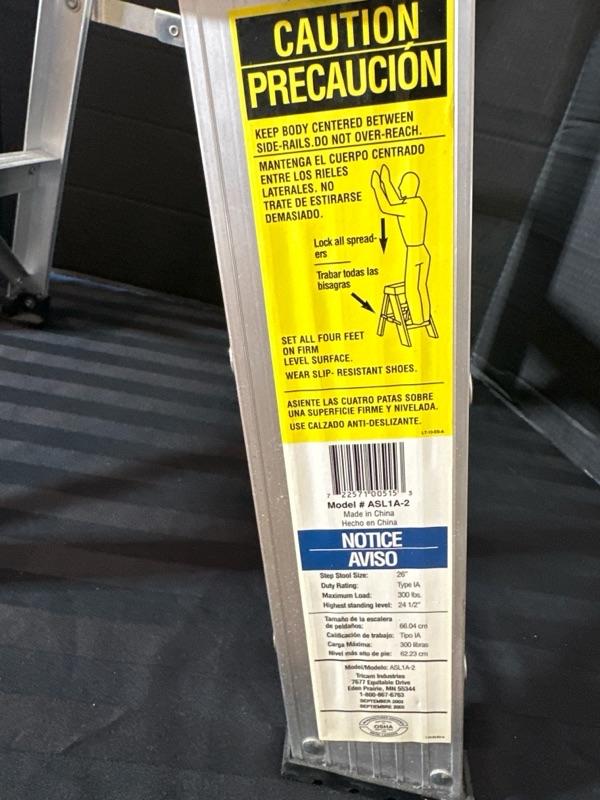 CAUTION
PRECAUCIÓN
KEEP BODY CENTERED BETWEEN
SIDE-RAILS.DO NOT OVER-REACH.
MANTENGA EL CUERPO CENTRADO
ENTRE LOS RIELES
LATERALES. NO
TRATE DE ESTIRARSE
DEMASIADO.
Lock all spread-
ers
Trabar todas las
bisagras
SET ALL FOUR FEET
ON FIRM
LEVEL SURFACE.
WEAR SLIP- RESISTANT SHOES.
ASIENTE LAS CUATRO PATAS SOBRE
UNA SUPERFICIE FIRME Y NIVELADA.
USE CALZADO ANTI-DESLIZANTE.
7 22571 00515 3
Model # ASL1A-2
Made in China
Hecho en China
NOTICE
AVISO
Step Stool Size: 26"
Duty Rating: Type IA
Maximum Load: 300 lbs.
Highest standing level: 24 1/2"
Tamaño de la escalera
de peldaños: 66.04 cm
Calificación de trabajo: Tipo IA
Carga Máxima: 300 libras
Nivel más alto de pie: 62.23 cm
Model/Modelo: ASL1A-2
Tricam Industries
7677 Equitable Drive
Eden Prairie, MN 55344
1-800-867-6763
SEPTEMBER 2003
SEPTIEMBRE 2003
OSHA